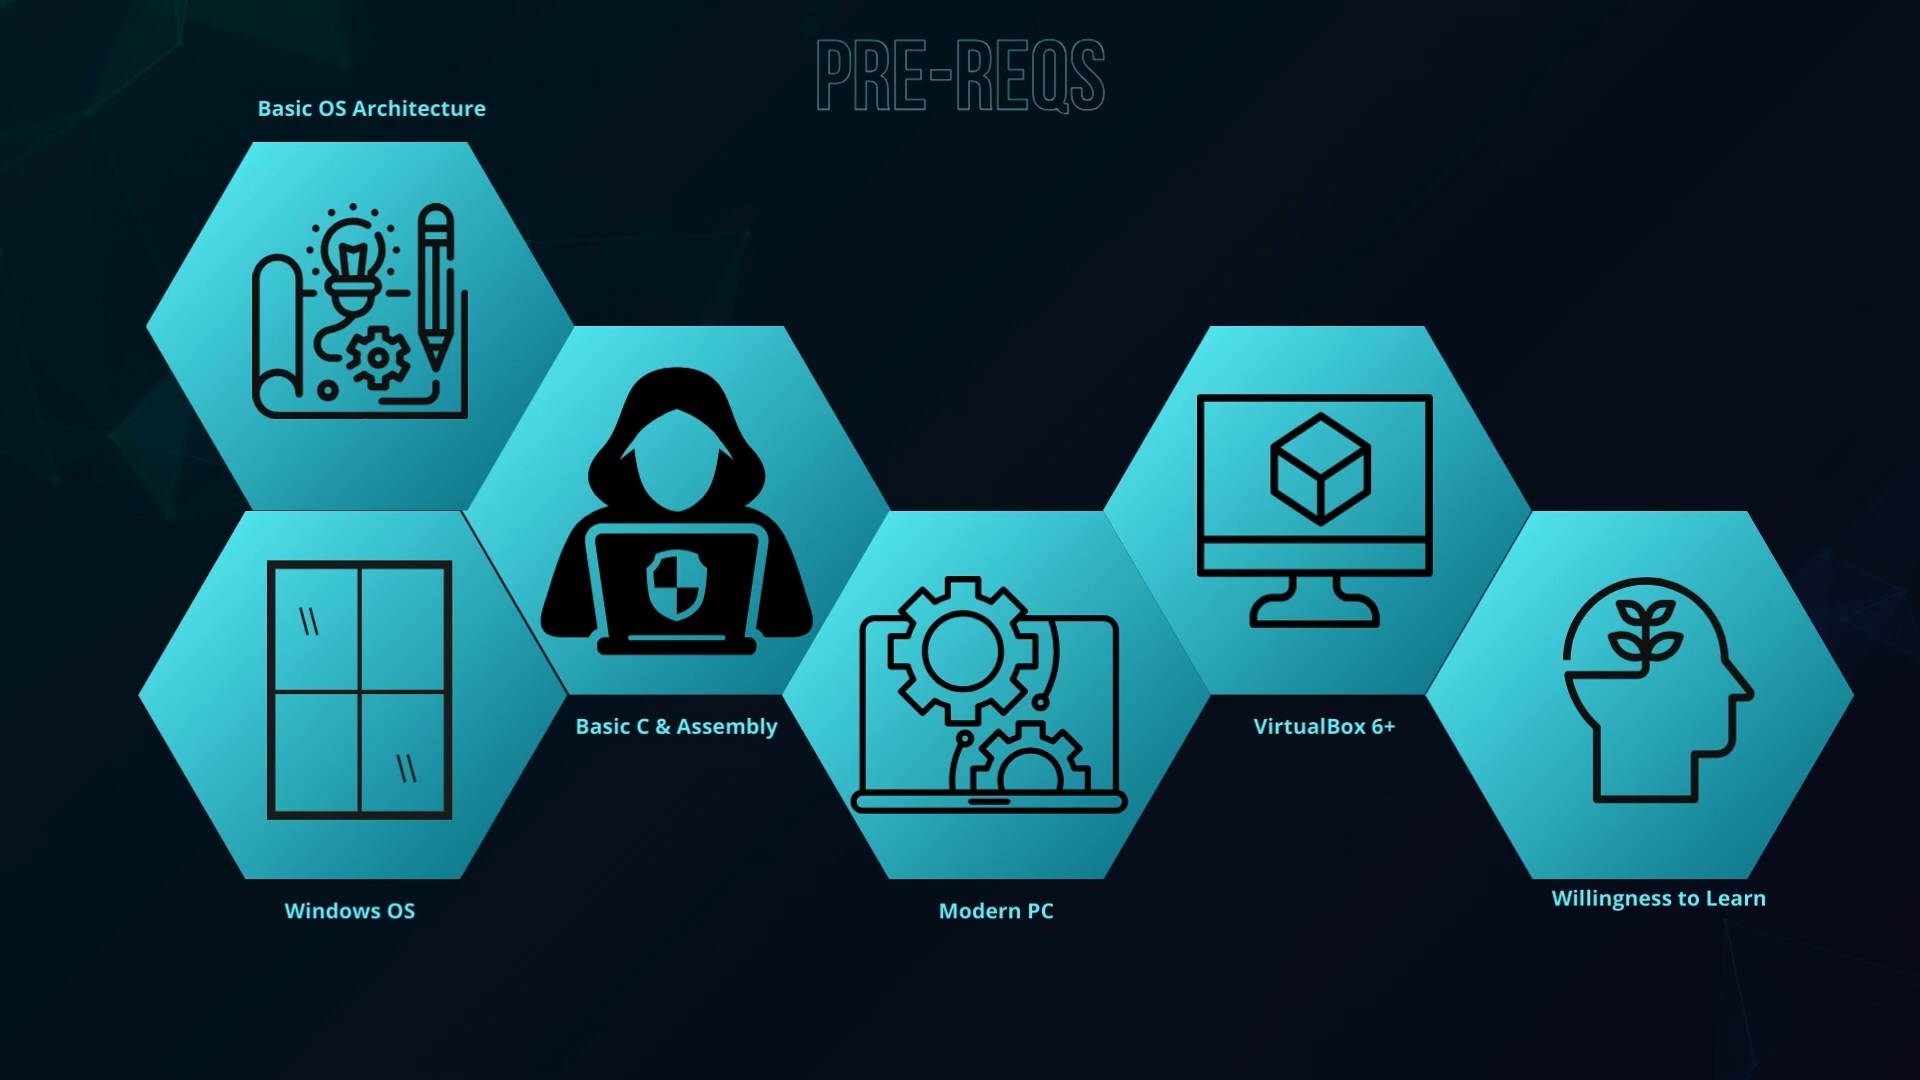 PRE-REQS
Basic OS Architecture
Basic C & Assembly
VirtualBox 6+
Windows OS
Modern PC
Willingness to Learn